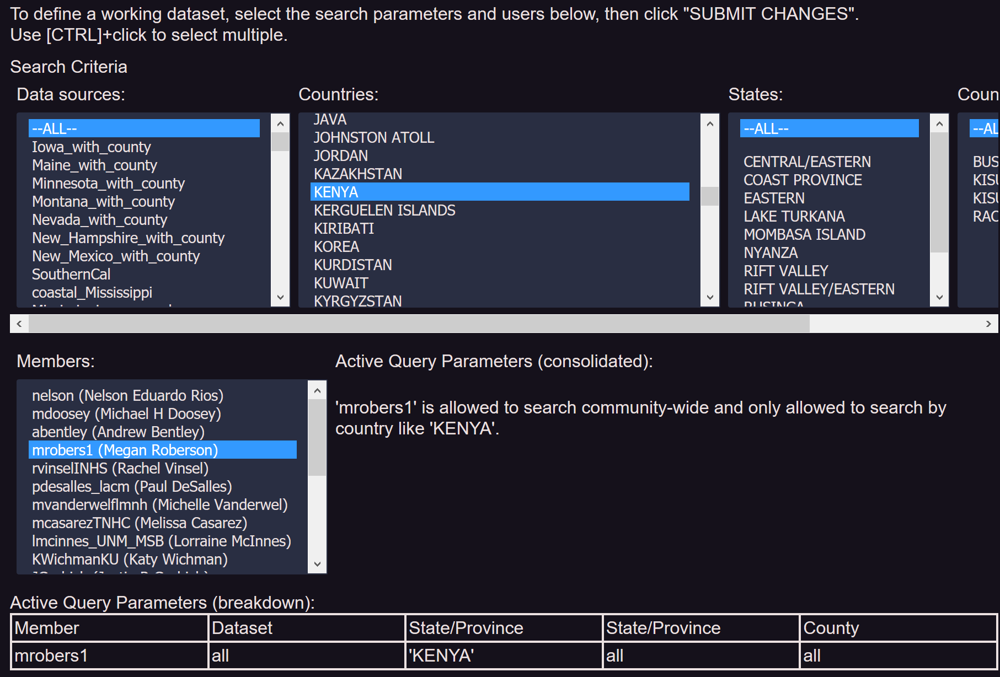 To define a working dataset, select the search parameters and users below, then click "SUBMIT CHANGES".
Use [CTRL]+click to select multiple.
Search Criteria
Data sources:
--ALL--
Iowa_with_county
Maine_with_county
Minnesota_with_county
Montana_with_county
Nevada_with_county
New_Hampshire_with_county
New_Mexico_with_county
SouthernCal
coastal_Mississippi
Countries:
JAVA
JOHNSTON ATOLL
JORDAN
KAZAKHSTAN
KENYA
KERGUELEN ISLANDS
KIRIBATI
KOREA
KURDISTAN
KUWAIT
KYRGYZSTAN
States:
--ALL--
CENTRAL/EASTERN
COAST PROVINCE
EASTERN
LAKE TURKANA
MOMBASA ISLAND
NYANZA
RIFT VALLEY
RIFT VALLEY/EASTERN
BUSINGA
Coun
--AL
BUS
KISU
KISU
RAC
Members:
nelson (Nelson Eduardo Rios)
mdoosey (Michael H Doosey)
abentley (Andrew Bentley)
mrobers1 (Megan Roberson)
rvinselINHS (Rachel Vinsel)
pdesalles_lacm (Paul DeSalles)
mvanderwelflmnh (Michelle Vanderwel)
mcasarezTNHC (Melissa Casarez)
lmcinnes_UNM_MSB (Lorraine McInnes)
KWichmanKU (Katy Wichman)
Active Query Parameters (consolidated):
'mrobers1' is allowed to search community-wide and only allowed to search by
country like 'KENYA'.
Active Query Parameters (breakdown):
Member Dataset State/Province State/Province County
mrobers1 all 'KENYA' all all